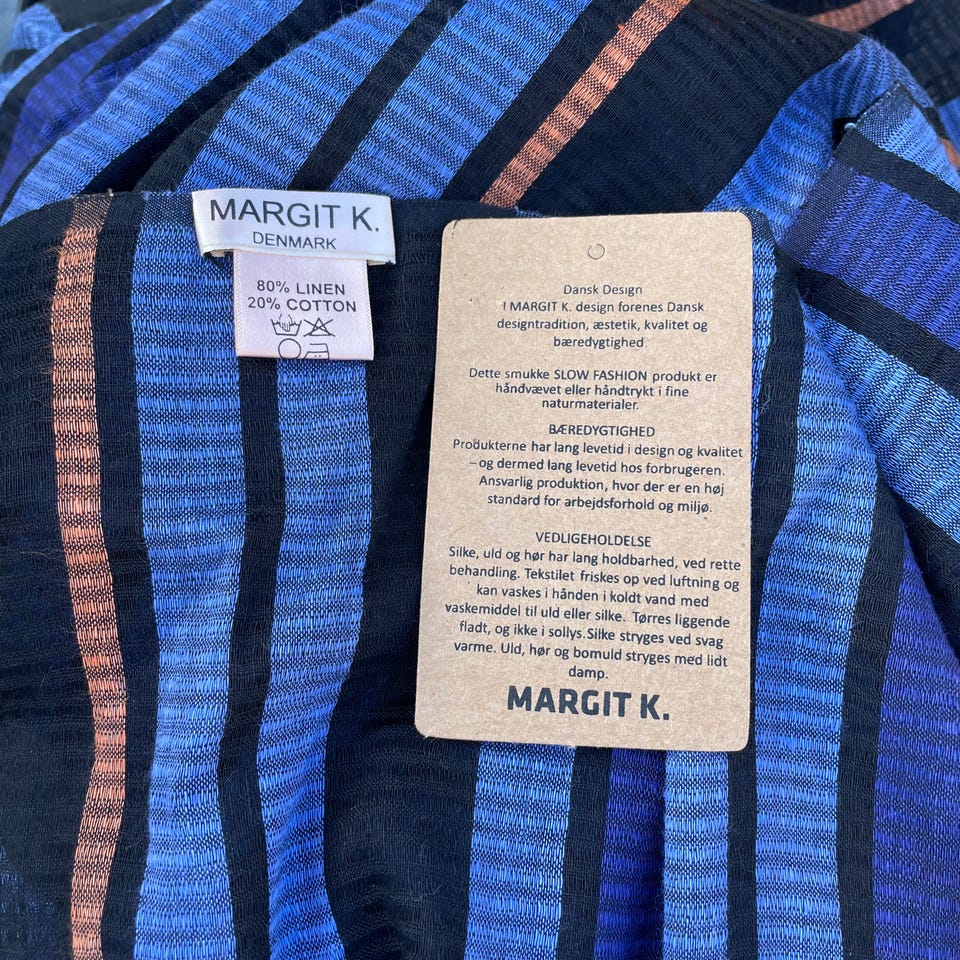 MARGIT K.
DENMARK
80% LINEN
20% COTTON
Dansk Design
I MARGIT K. design forenes Dansk
designtradition, æstetik, kvalitet og
bæredygtighed.
Dette smukke SLOW FASHION produkt er
håndvævet eller håndtrykt i fine
naturmaterialer.
BÆREDYGTIGHED
Produkterne har lang levetid i design og kvalitet
– og dermed lang levetid hos forbrugeren.
Ansvarlig produktion, hvor der er en høj
standard for arbejdsforhold og miljø.
VEDLIGEHOLDELSE
Silke, uld og hør har lang holdbarhed, ved rette
behandling. Tekstilet friskes op ved luftning og
kan vaskes i hånden i koldt vand med
vaskemiddel til uld eller silke. Tørres liggende
fladt, og ikke i sollys. Silke stryges ved svag
varme. Uld, hør og bomuld stryges med lidt
damp.
MARGIT K.